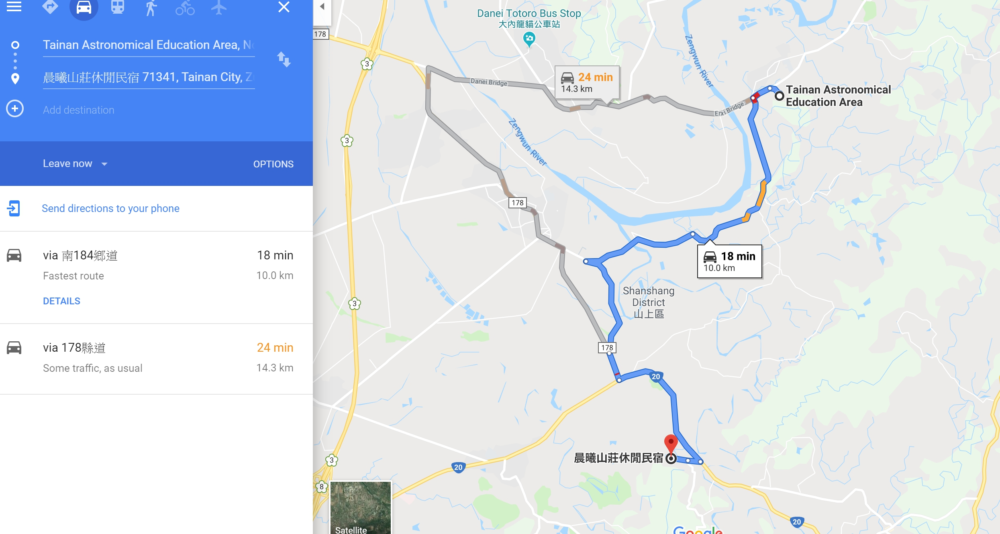 Tainan Astronomical Education Area, No
晨曦山莊休閒民宿 71341, Tainan City, Z
Add destination
Leave now
OPTIONS
Send directions to your phone
via 南184鄉道
18 min
Fastest route
10.0 km
DETAILS
via 178縣道
24 min
Some traffic, as usual
14.3 km
178
Danei Totoro Bus Stop
大內龍貓公車站
3
Danei Bridge
24 min
14.3 km
Zengwun River
Tainan Astronomical
Education Area
Erxi Bridge
3
Zengwun River
178
18 min
10.0 km
Shanshang
District
山上區
3
178
20
晨曦山莊休閒民宿
3
20
8
20
Satellite
Google